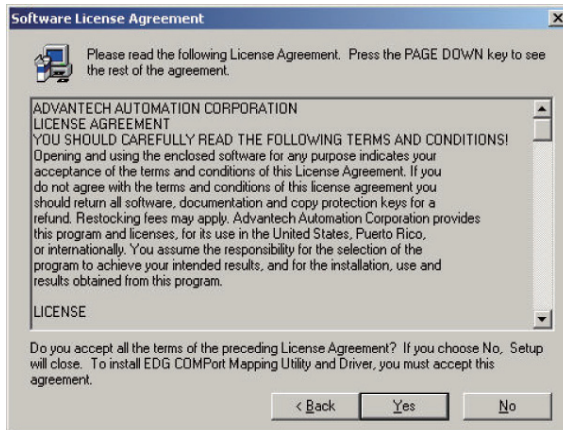 Software License Agreement
Please read the following License Agreement. Press the PAGE DOWN key to see
the rest of the agreement.
ADVANTECH AUTOMATION CORPORATION
LICENSE AGREEMENT
YOU SHOULD CAREFULLY READ THE FOLLOWING TERMS AND CONDITIONS!
Opening and using the enclosed software for any purpose indicates your
acceptance of the terms and conditions of this License Agreement. If you
do not agree with the terms and conditions of this license agreement you
should return all software, documentation and copy protection keys for a
refund. Restocking fees may apply. Advantech Automation Corporation provides
this program and licenses, for its use in the United States, Puerto Rico,
or internationally. You assume the responsibility for the selection of the
program to achieve your intended results, and for the installation, use and
results obtained from this program.
LICENSE
Do you accept all the terms of the preceding License Agreement? If you choose No, Setup
will close. To install EDG COMPort Mapping Utility and Driver, you must accept this
agreement.
< Back
Yes
No